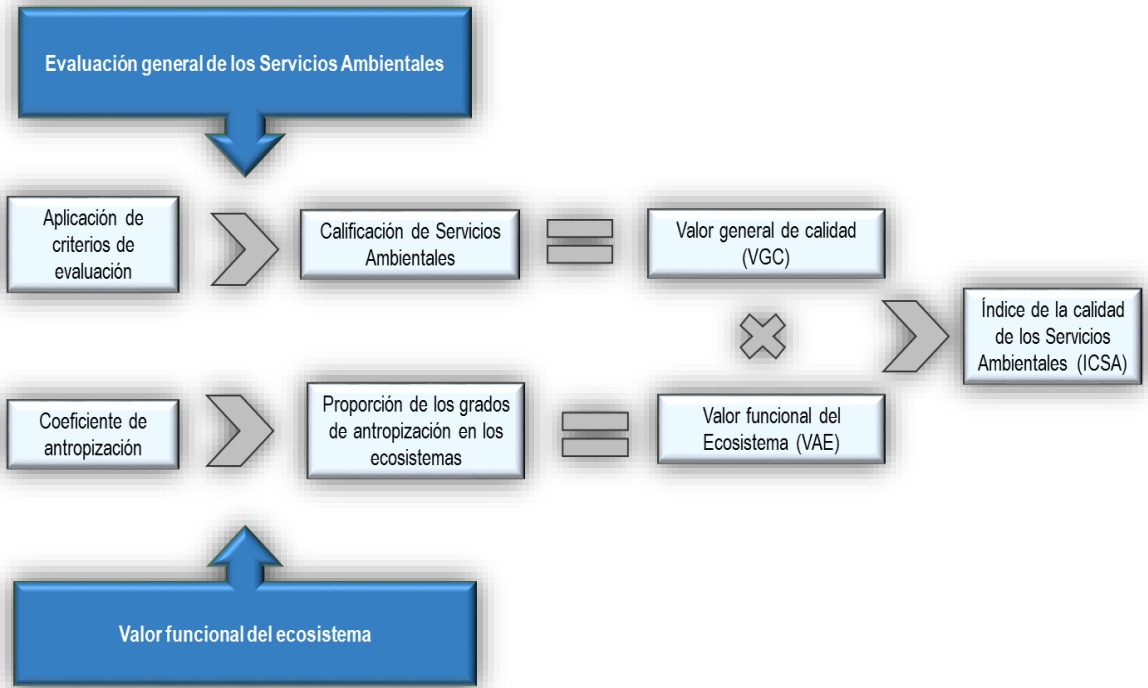 Evaluación general de los Servicios Ambientales
Aplicación de
criterios de
evaluación
Calificación de Servicios
Ambientales
Valor general de calidad
(VGC)
Índice de la calidad
de los Servicios
Ambientales (ICSA)
Coeficiente de
antropización
Proporción de los grados
de antropización en los
ecosistemas
Valor funcional del
Ecosistema (VAE)
Valor funcional del ecosistema